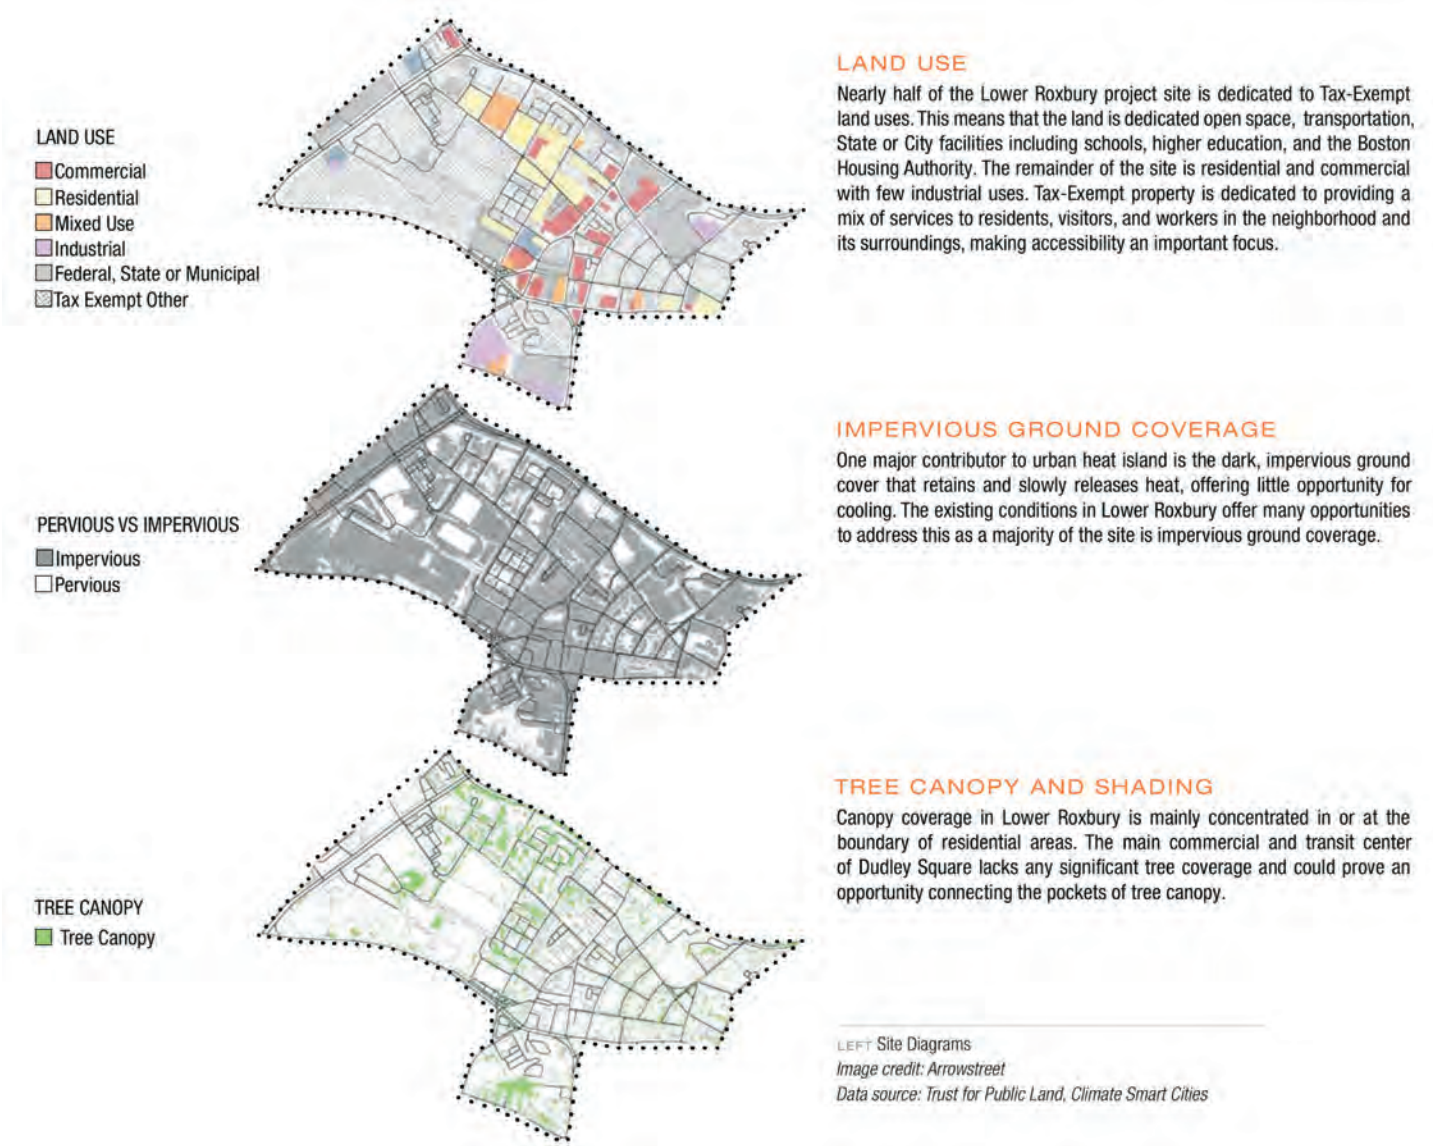 LAND USE
Commercial
Residential
Mixed Use
Industrial
Federal, State or Municipal
Tax Exempt Other
LAND USE
Nearly half of the Lower Roxbury project site is dedicated to Tax-Exempt
land uses. This means that the land is dedicated open space, transportation,
State or City facilities including schools, higher education, and the Boston
Housing Authority. The remainder of the site is residential and commercial
with few industrial uses. Tax-Exempt property is dedicated to providing a
mix of services to residents, visitors, and workers in the neighborhood and
its surroundings, making accessibility an important focus.
PERVIOUS VS IMPERVIOUS
Impervious
Pervious
IMPERVIOUS GROUND COVERAGE
One major contributor to urban heat island is the dark, impervious ground
cover that retains and slowly releases heat, offering little opportunity for
cooling. The existing conditions in Lower Roxbury offer many opportunities
to address this as a majority of the site is impervious ground coverage.
TREE CANOPY
Tree Canopy
TREE CANOPY AND SHADING
Canopy coverage in Lower Roxbury is mainly concentrated in or at the
boundary of residential areas. The main commercial and transit center
of Dudley Square lacks any significant tree coverage and could prove an
opportunity connecting the pockets of tree canopy.
LEFT Site Diagrams
Image credit: Arrowstreet
Data source: Trust for Public Land, Climate Smart Cities